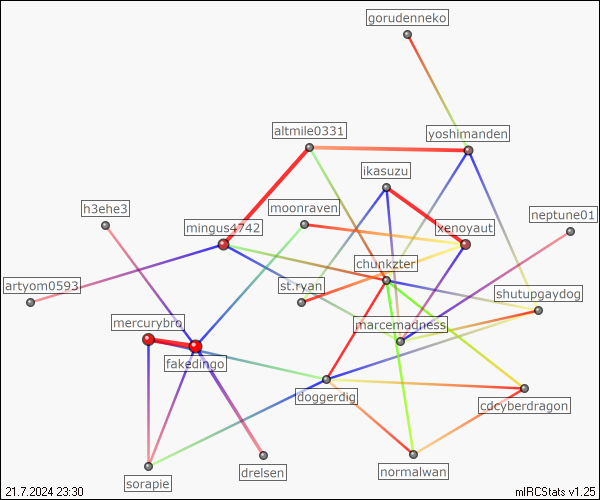 gorudenneko
altmile0331
yoshimanden
ikasuzu
h3ehe3
moonraven
neptune01
mingus4742
xenoyaut
chunkzter
artyom0593
st.ryan
shutupgaydog
mercurybro
marcemadness
fakedingo
doggerdig
cdcyberdragon
sorapie
drelsen
normalwan
21.7.2024 23:30
mIRCStats v1.25